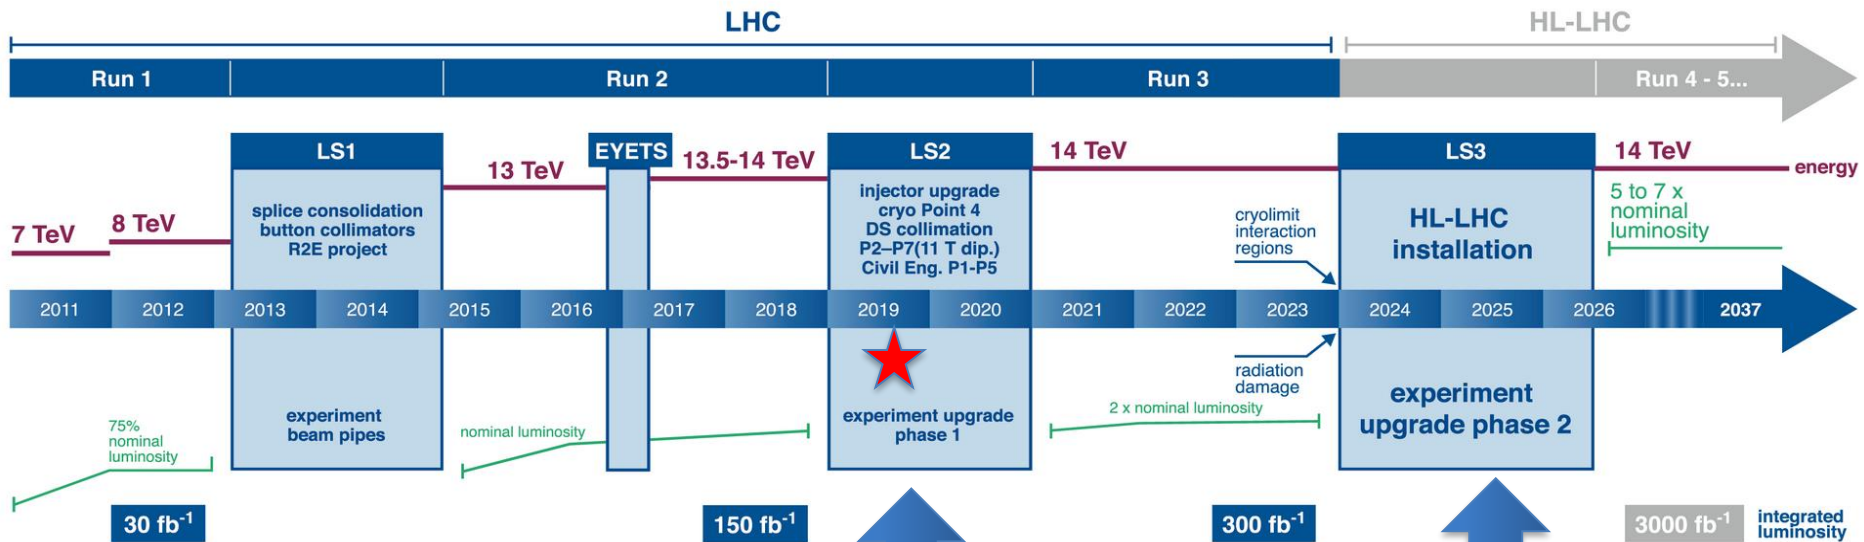 LHC
HL-LHC
Run 1
Run 2
Run 3
Run 4 - 5...
LS1
EYETS
LS2
LS3
7 TeV
8 TeV
13 TeV
13.5-14 TeV
14 TeV
14 TeV
energy
splice consolidation
button collimators
R2E project
injector upgrade
cryo Point 4
DS collimation
P2–P7(11 T dip.)
Civil Eng. P1-P5
cryolimit
interaction
regions
HL-LHC
installation
5 to 7 x
nominal
luminosity
2011
2012
2013
2014
2015
2016
2017
2018
2019
2020
2021
2022
2023
2024
2025
2026
2037
75%
nominal
luminosity
experiment
beam pipes
nominal luminosity
experiment upgrade
phase 1
2 x nominal luminosity
radiation
damage
experiment
upgrade phase 2
30 fb⁻¹
150 fb⁻¹
300 fb⁻¹
3000 fb⁻¹
integrated
luminosity